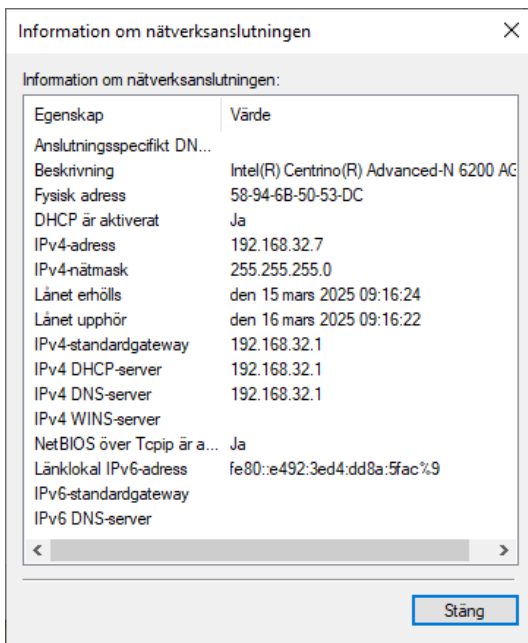 Information om nätverksanslutningen
Information om nätverksanslutningen:
Egenskap Värde
Anslutningsspecifikt DN...
Beskrivning Intel(R) Centrino(R) Advanced-N 6200 AG
Fysisk adress 58-94-6B-50-53-DC
DHCP är aktiverat Ja
IPv4-adress 192.168.32.7
IPv4-nätmask 255.255.255.0
Lånet erhölls den 15 mars 2025 09:16:24
Lånet upphör den 16 mars 2025 09:16:22
IPv4-standardgateway 192.168.32.1
IPv4 DHCP-server 192.168.32.1
IPv4 DNS-server 192.168.32.1
IPv4 WINS-server
NetBIOS över Tcpip är a... Ja
Länklokal IPv6-adress fe80::e492:3ed4:dd8a:5fac%9
IPv6-standardgateway
IPv6 DNS-server
Stäng